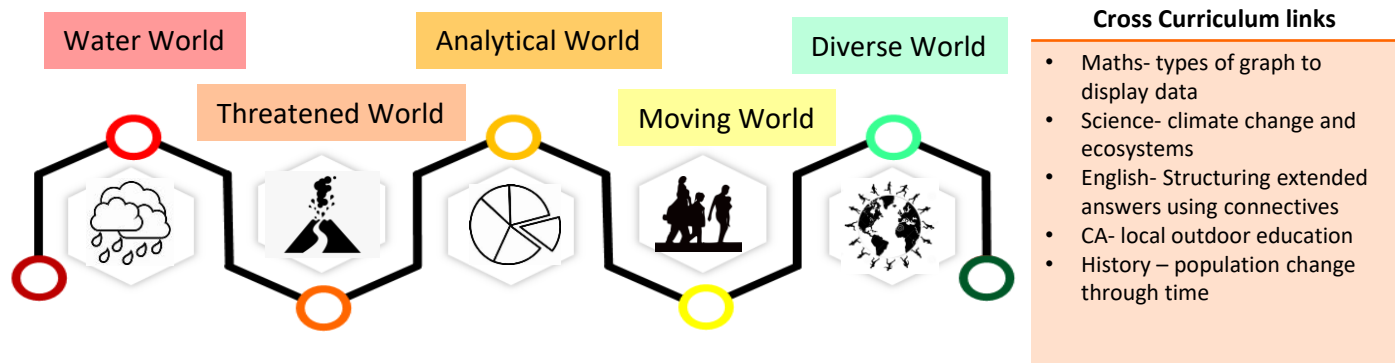 Water World
Threatened World
Analytical World
Moving World
Diverse World
Cross Curriculum links
• Maths- types of graph to
display data
• Science- climate change and
ecosystems
• English- Structuring extended
answers using connectives
• CA- local outdoor education
• History – population change
through time